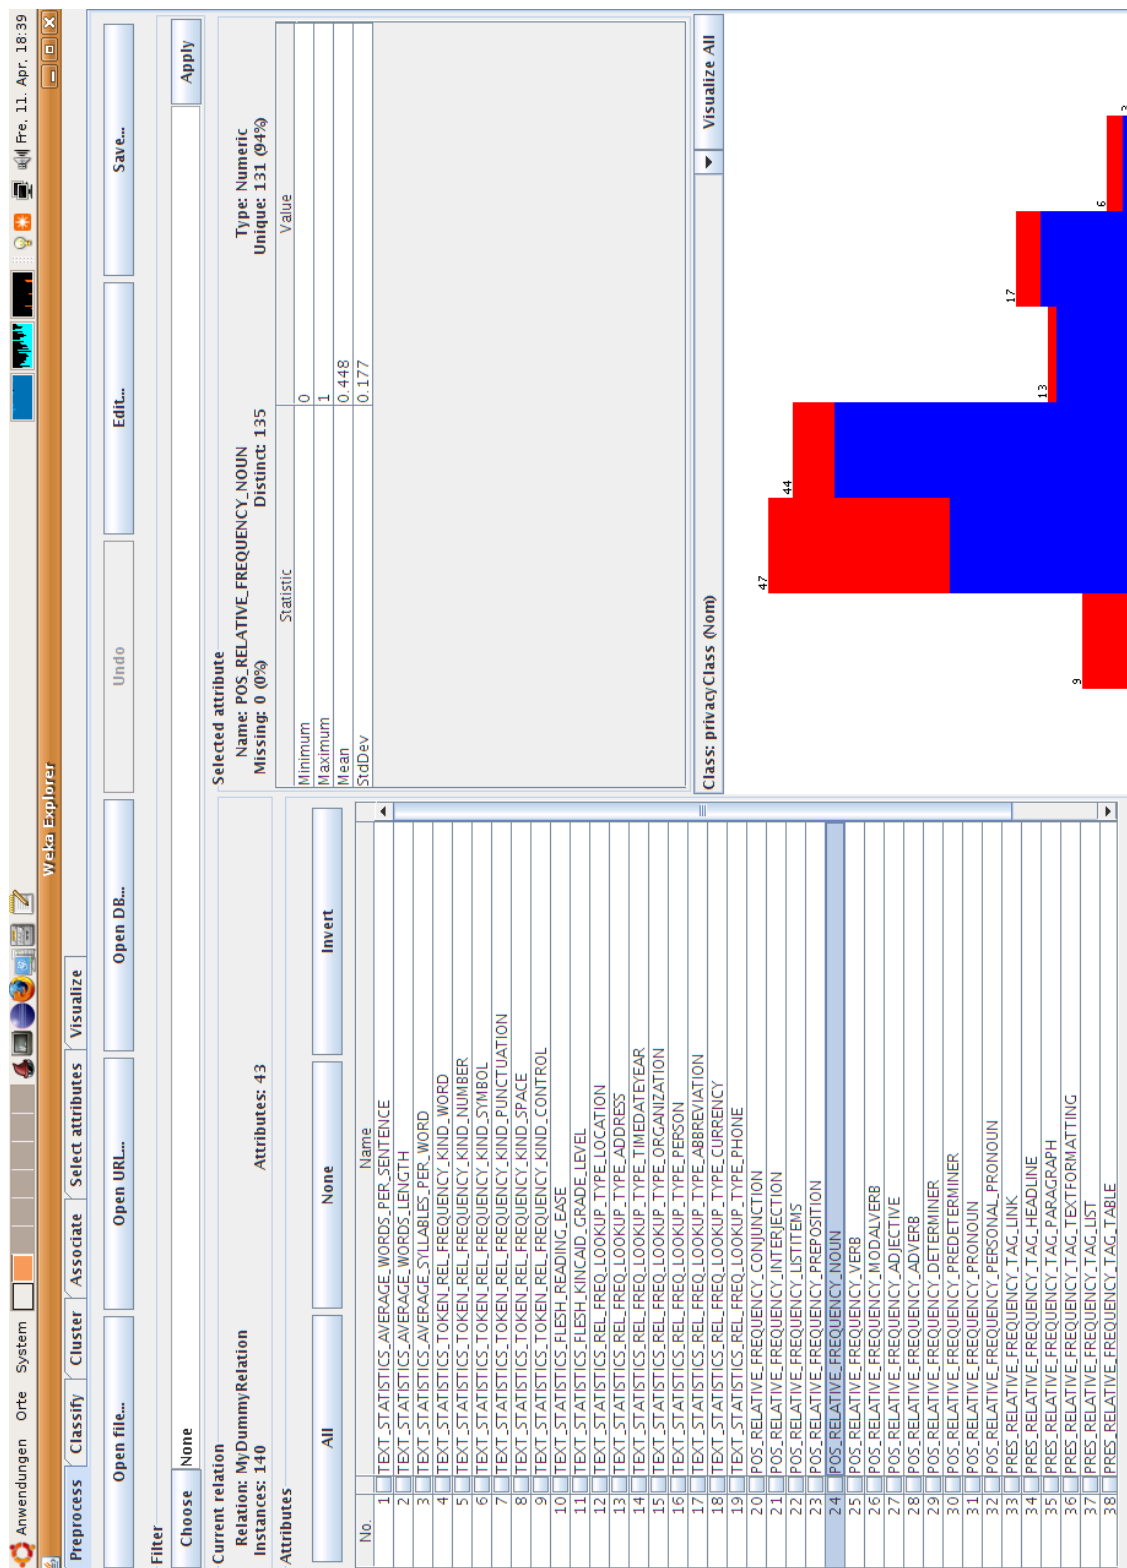 Anwendungen Orte System Fre, 11. Apr, 18:39
Weka Explorer
Preprocess Classify Cluster Associate Select attributes Visualize
Open file... Open URL... Open DB... Undo Edit... Save...
Filter
Choose None Apply
Current relation
Relation: MyDummyRelation
Instances: 140 Attributes: 43
Attributes
All None Invert
No. Name
1 TEXT_STATISTICS_AVERAGE_WORDS_PER_SENTENCE
2 TEXT_STATISTICS_AVERAGE_WORDS_LENGTH
3 TEXT_STATISTICS_AVERAGE_SYLLABLES_PER_WORD
4 TEXT_STATISTICS_TOKEN_REL_FREQUENCY_KIND_WORD
5 TEXT_STATISTICS_TOKEN_REL_FREQUENCY_KIND_NUMBER
6 TEXT_STATISTICS_TOKEN_REL_FREQUENCY_KIND_SYMBOL
7 TEXT_STATISTICS_TOKEN_REL_FREQUENCY_KIND_PUNCTUATION
8 TEXT_STATISTICS_TOKEN_REL_FREQUENCY_KIND_SPACE
9 TEXT_STATISTICS_TOKEN_REL_FREQUENCY_KIND_CONTROL
10 TEXT_STATISTICS_FLESH_READING_EASE
11 TEXT_STATISTICS_FLESH_KINCAID_GRADE_LEVEL
12 TEXT_STATISTICS_REL_FREQ_LOOKUP_TYPE_LOCATION
13 TEXT_STATISTICS_REL_FREQ_LOOKUP_TYPE_ADDRESS
14 TEXT_STATISTICS_REL_FREQ_LOOKUP_TYPE_TIMEDATEYEAR
15 TEXT_STATISTICS_REL_FREQ_LOOKUP_TYPE_ORGANIZATION
16 TEXT_STATISTICS_REL_FREQ_LOOKUP_TYPE_PERSON
17 TEXT_STATISTICS_REL_FREQ_LOOKUP_TYPE_ABBREVIATION
18 TEXT_STATISTICS_REL_FREQ_LOOKUP_TYPE_CURRENCY
19 TEXT_STATISTICS_REL_FREQ_LOOKUP_TYPE_PHONE
20 POS_RELATIVE_FREQUENCY_CONJUNCTION
21 POS_RELATIVE_FREQUENCY_INTERJECTION
22 POS_RELATIVE_FREQUENCY_LISTITEMS
23 POS_RELATIVE_FREQUENCY_PREPOSITION
24 POS_RELATIVE_FREQUENCY_NOUN
25 POS_RELATIVE_FREQUENCY_VERB
26 POS_RELATIVE_FREQUENCY_MODALVERB
27 POS_RELATIVE_FREQUENCY_ADJECTIVE
28 POS_RELATIVE_FREQUENCY_ADVERB
29 POS_RELATIVE_FREQUENCY_DETERMINER
30 POS_RELATIVE_FREQUENCY_PREDETERMINER
31 POS_RELATIVE_FREQUENCY_PRONOUN
32 POS_RELATIVE_FREQUENCY_PERSONAL_PRONOUN
33 PRES_RELATIVE_FREQUENCY_TAG_LINK
34 PRES_RELATIVE_FREQUENCY_TAG_HEADLINE
35 PRES_RELATIVE_FREQUENCY_TAG_PARAGRAPH
36 PRES_RELATIVE_FREQUENCY_TAG_TEXTFORMATTING
37 PRES_RELATIVE_FREQUENCY_TAG_LIST
38 PRES_RELATIVE_FREQUENCY_TAG_TABLE
Selected attribute
Name: POS_RELATIVE_FREQUENCY_NOUN Type: Numeric
Missing: 0 (0%) Distinct: 135 Unique: 131 (94%)
Statistic Value
Minimum 0
Maximum 1
Mean 0.448
StdDev 0.177
Class: privacyClass (Nom) Visualize All
47
44
17
13
9
6
3